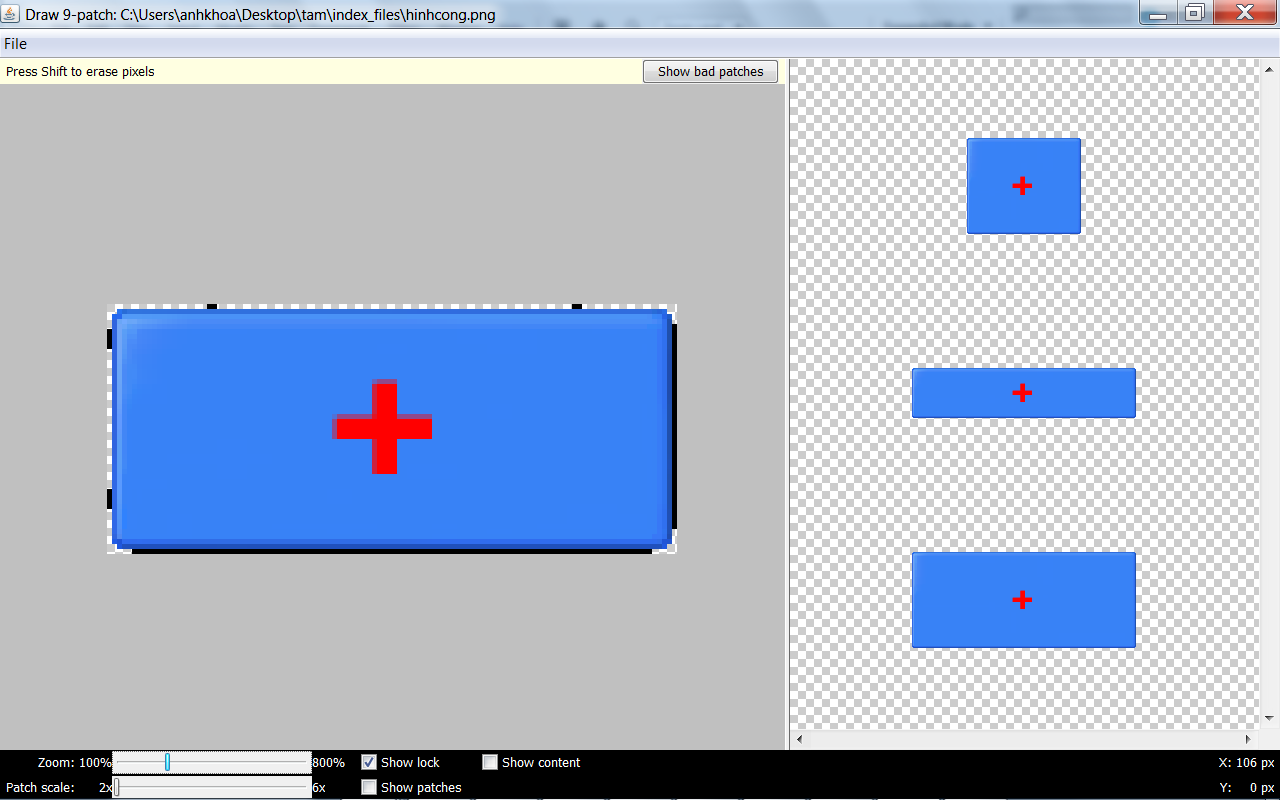 Draw 9-patch: C:\Users\anhkhoa\Desktop\tam\index_files\hinhcong.png
File
Press Shift to erase pixels
Show bad patches
Zoom: 100% 800% Show lock Show content X: 106 px
Patch scale: 2x 6x Show patches Y: 0 px